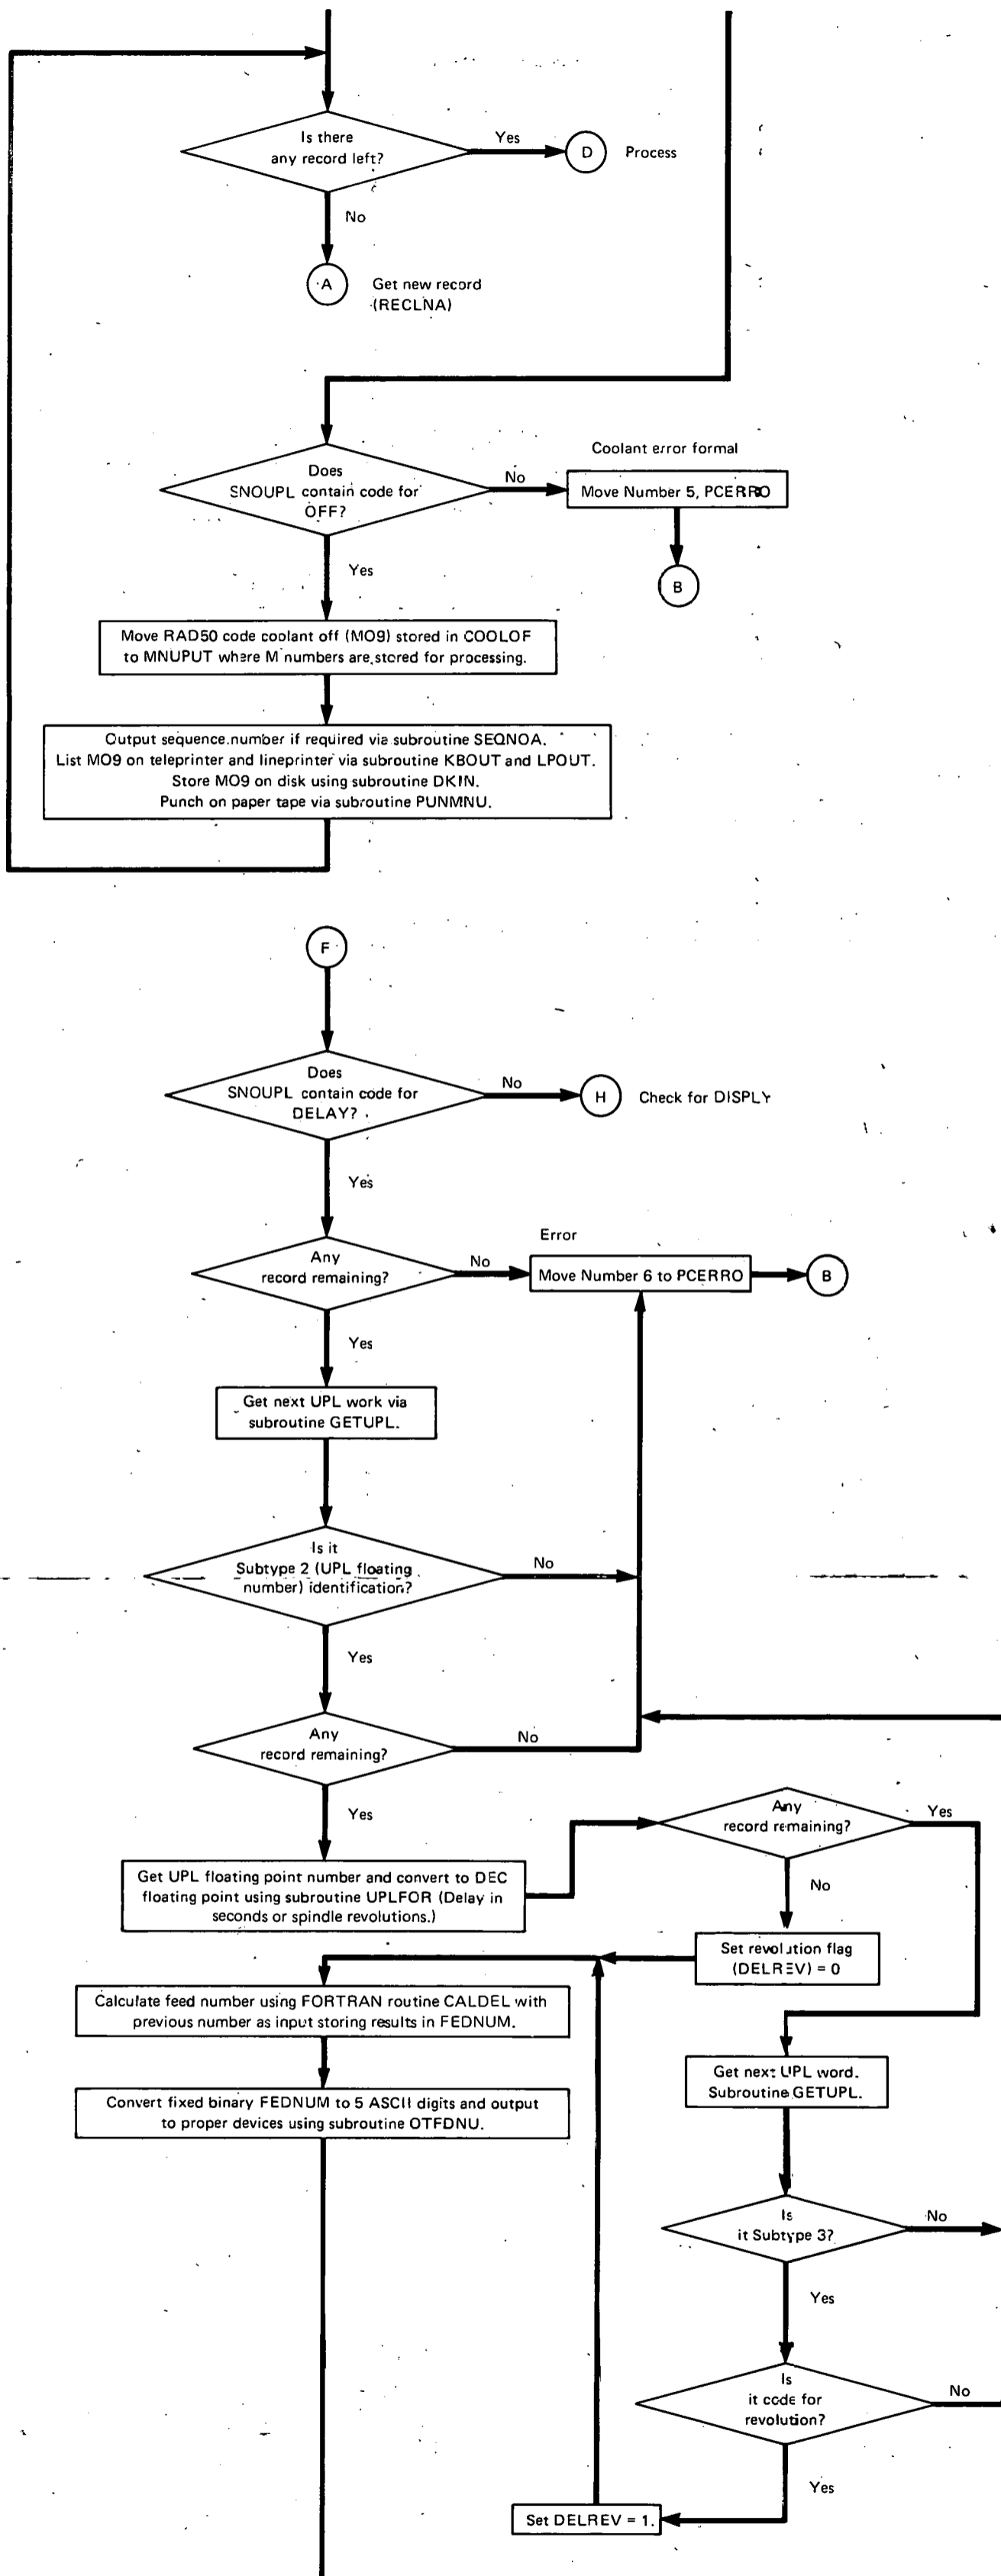 Is there
any record left?
Yes
D
Process
No
A
Get new record
(RECLNA)
Does
SNOUPL contain code for
OFF?
No
Coolant error formal
Move Number 5, PCERRO
B
Yes
Move RAD50 code coolant off (MO9) stored in COOLOF
to MNUPUT where M numbers are stored for processing.
Output sequence number if required via subroutine SEQNOA.
List MO9 on teleprinter and lineprinter via subroutine KBOUT and LPOUT.
Store MO9 on disk using subroutine DKIN.
Punch on paper tape via subroutine PUNMNU.
F
Does
SNOUPL contain code for
DELAY?
No
H
Check for DISPLY
Yes
Any
record remaining?
No
Error
Move Number 6 to PCERRO
B
Yes
Get next UPL work via
subroutine GETUPL.
Is it
Subtype 2 (UPL floating
number) identification?
No
Yes
Any
record remaining?
No
Yes
Get UPL floating point number and convert to DEC
floating point using subroutine UPLFOR (Delay in
seconds or spindle revolutions.)
Any
record remaining?
Yes
No
Set revolution flag
(DELREV) = 0
Calculate feed number using FORTRAN routine CALDEL with
previous number as input storing results in FEDNUM.
Get next UPL word.
Subroutine GETUPL.
Convert fixed binary FEDNUM to 5 ASCII digits and output
to proper devices using subroutine OTFDNU.
Is
it Subtype 3?
No
Yes
Is
it code for
revolution?
No
Yes
Set DELREV = 1.